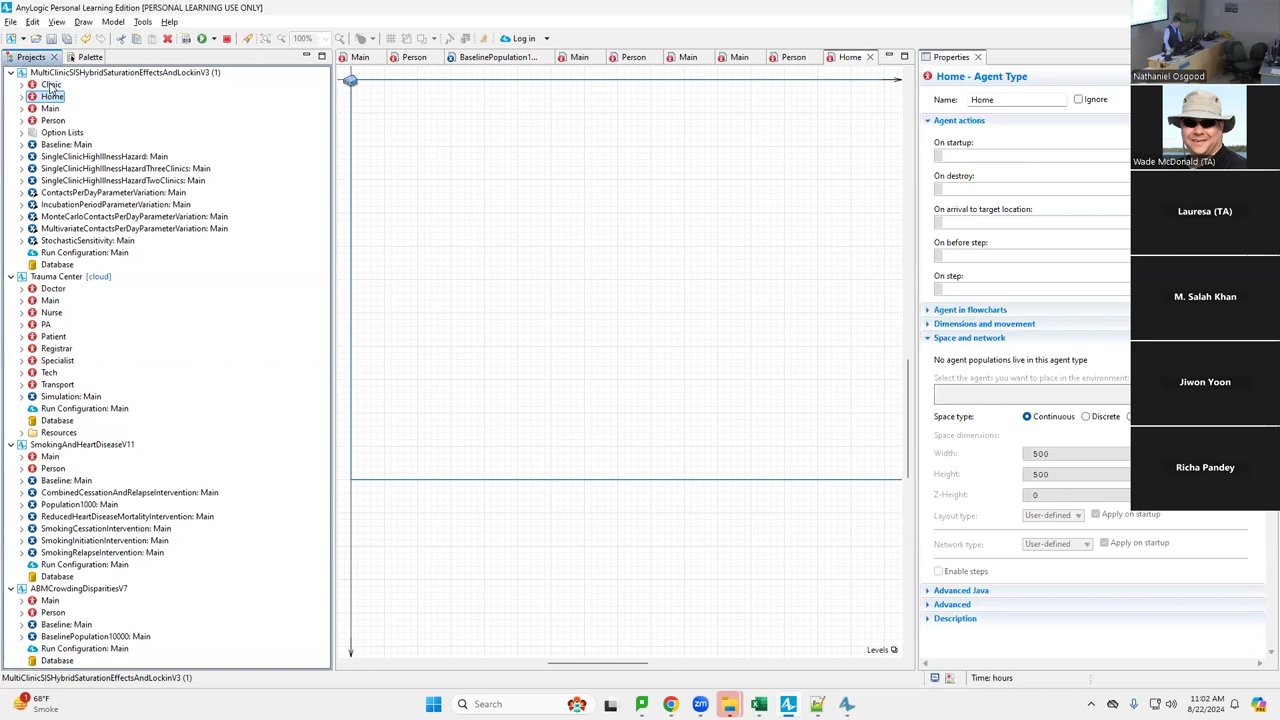 AnyLogic Personal Learning Edition [PERSONAL LEARNING USE ONLY]
File Edit View Draw Model Tools Help
100% Log in
Projects Palette
Main Person BaselinePopulation1... Main Person Main Main Person Home
Properties
MultiClinicSISHybridSaturationEffectsAndLockinV3 (1)
Clinic
Home
Main
Person
Option Lists
Baseline: Main
SingleClinicHighIllnessHazard: Main
SingleClinicHighIllnessHazardThreeClinics: Main
SingleClinicHighIllnessHazardTwoClinics: Main
ContactsPerDayParameterVariation: Main
IncubationPeriodParameterVariation: Main
MonteCarloContactsPerDayParameterVariation: Main
MultivariateContactsPerDayParameterVariation: Main
StochasticSensitivity: Main
Run Configuration: Main
Database
Trauma Center [cloud]
Doctor
Main
Nurse
PA
Patient
Registrar
Specialist
Tech
Transport
Simulation: Main
Run Configuration: Main
Database
Resources
SmokingAndHeartDiseaseV11
Main
Person
Baseline: Main
CombinedCessationAndRelapseIntervention: Main
Population1000: Main
ReducedHeartDiseaseMortalityIntervention: Main
SmokingCessationIntervention: Main
SmokingInitiationIntervention: Main
SmokingRelapseIntervention: Main
Run Configuration: Main
Database
ABMCrowdingDisparitiesV7
Main
Person
Baseline: Main
BaselinePopulation10000: Main
Run Configuration: Main
Database
Levels
Home - Agent Type
Name: Home Ignore
Agent actions
On startup:
On destroy:
On arrival to target location:
On before step:
On step:
Agent in flowcharts
Dimensions and movement
Space and network
No agent populations live in this agent type
Select the agents you want to place in the environment:
Space type: Continuous Discrete
Space dimensions:
Width: 500
Height: 500
Z-Height: 0
Layout type: User-defined Apply on startup
Network type: User-defined Apply on startup
Enable steps
Advanced Java
Advanced
Description
Nathaniel Osgood
Wade McDonald (TA)
Lauresa (TA)
M. Salah Khan
Jiwon Yoon
Richa Pandey
MultiClinicSISHybridSaturationEffectsAndLockinV3 (1)
Time: hours
1
68°F
Smoke
Search
11:02 AM
8/22/2024